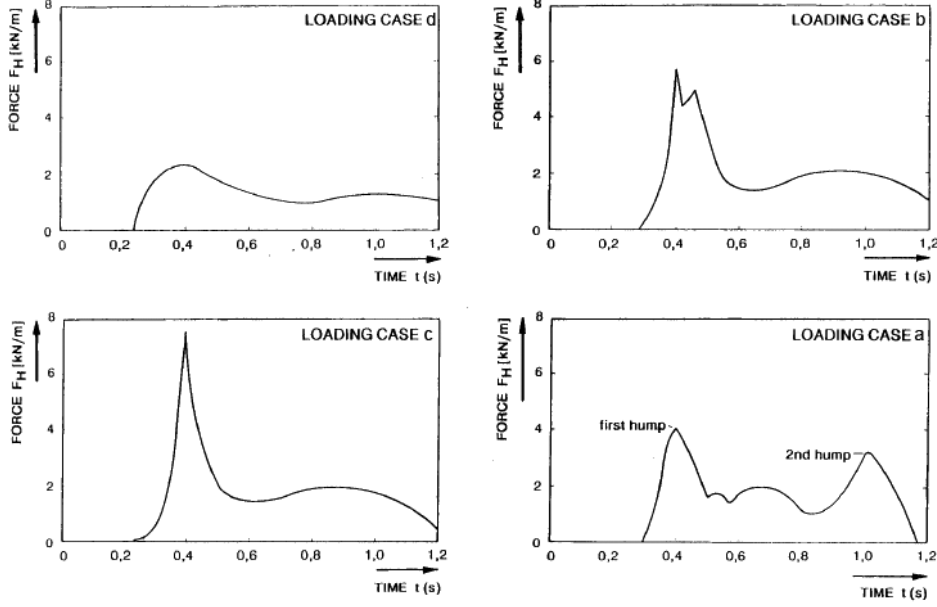 LOADING CASE d
FORCE F_H [kN/m]
8
6
4
2
0
0 0,2 0,4 0,6 0,8 1,0 1,2
TIME t (s)
LOADING CASE b
FORCE F_H [kN/m]
8
6
4
2
0
0 0,2 0,4 0,6 0,8 1,0 1,2
TIME t (s)
LOADING CASE c
FORCE F_H [kN/m]
8
6
4
2
0
0 0,2 0,4 0,6 0,8 1,0 1,2
TIME t (s)
LOADING CASE a
FORCE F_H [kN/m]
8
6
4
2
0
first hump
2nd hump
0 0,2 0,4 0,6 0,8 1,0 1,2
TIME t (s)